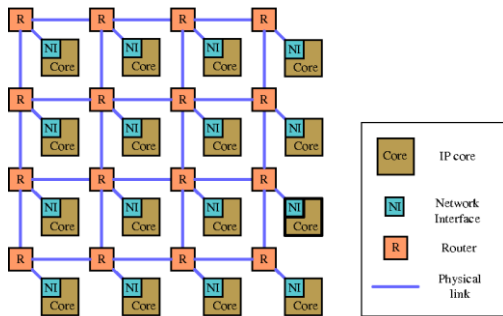 R R R R
NI NI NI NI
Core Core Core Core
R R R R
NI NI NI NI
Core Core Core Core
R R R R
NI NI NI NI
Core Core Core Core
R R R R
NI NI NI NI
Core Core Core Core
Core IP core
NI Network
Interface
R Router
Physical
link